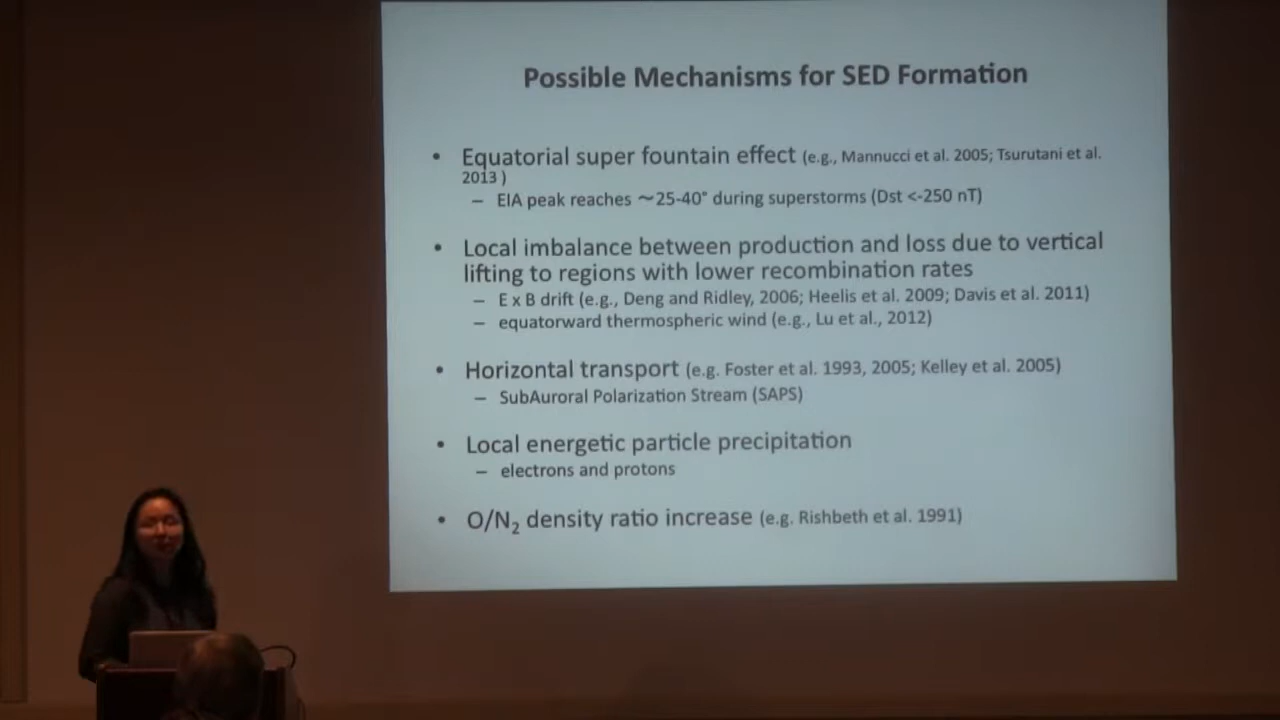 Possible Mechanisms for SED Formation
• Equatorial super fountain effect (e.g., Mannucci et al. 2005; Tsurutani et al.
2013 )
– EIA peak reaches ~25-40° during superstorms (Dst <-250 nT)
• Local imbalance between production and loss due to vertical
lifting to regions with lower recombination rates
– E x B drift (e.g., Deng and Ridley, 2006; Heelis et al. 2009; Davis et al. 2011)
– equatorward thermospheric wind (e.g., Lu et al., 2012)
• Horizontal transport (e.g. Foster et al. 1993, 2005; Kelley et al. 2005)
– SubAuroral Polarization Stream (SAPS)
• Local energetic particle precipitation
– electrons and protons
• O/N₂ density ratio increase (e.g. Rishbeth et al. 1991)